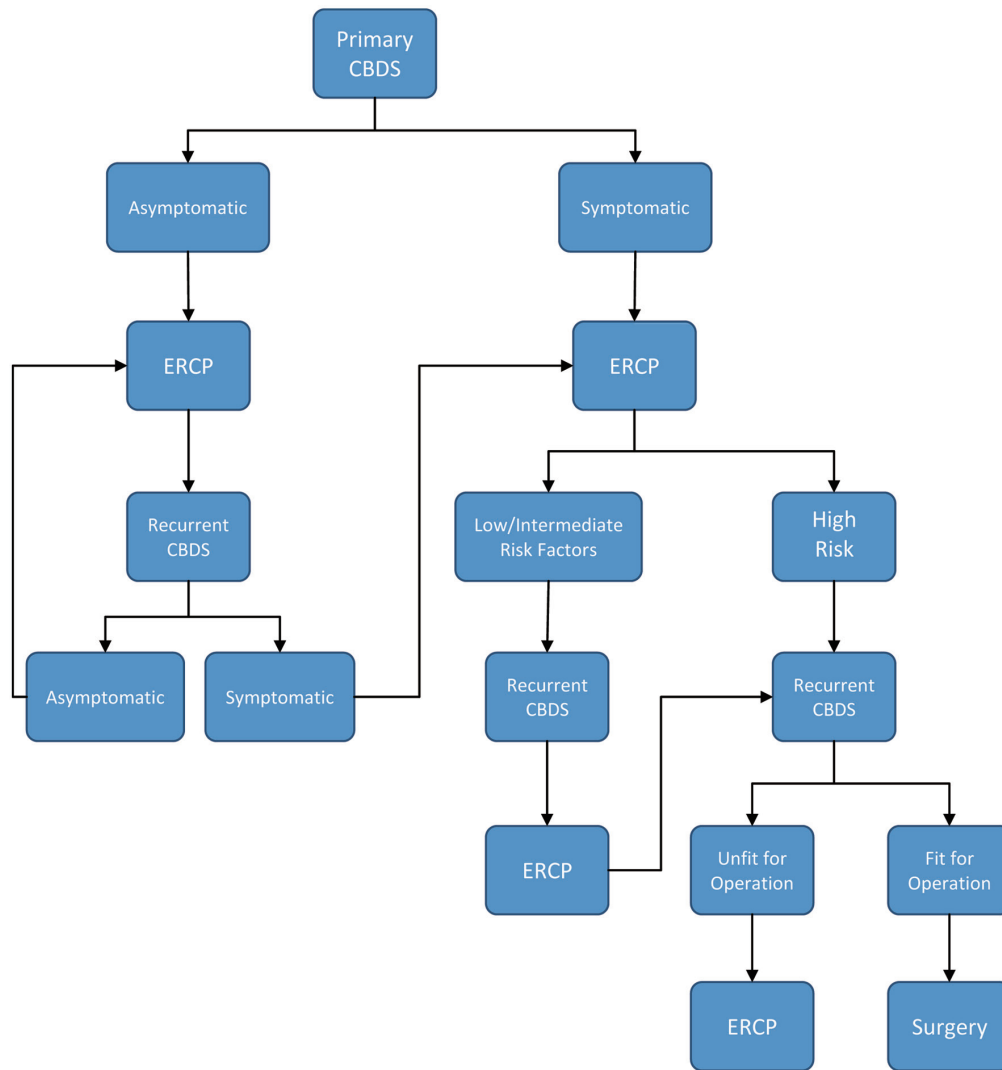 Primary
CBDS
Asymptomatic
Symptomatic
ERCP
ERCP
Recurrent
CBDS
Low/Intermediate
Risk Factors
High
Risk
Asymptomatic
Symptomatic
Recurrent
CBDS
Recurrent
CBDS
ERCP
Unfit for
Operation
Fit for
Operation
ERCP
Surgery